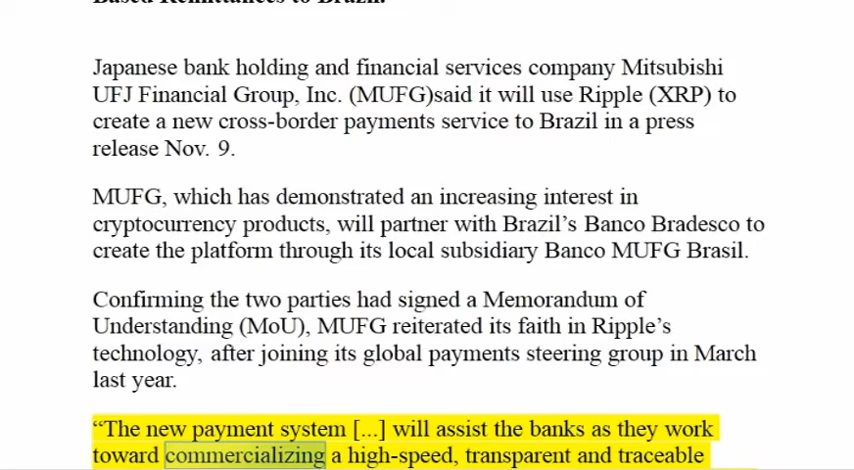 Based Remittances to Brazil.
Japanese bank holding and financial services company Mitsubishi
UFJ Financial Group, Inc. (MUFG)said it will use Ripple (XRP) to
create a new cross-border payments service to Brazil in a press
release Nov. 9.
MUFG, which has demonstrated an increasing interest in
cryptocurrency products, will partner with Brazil’s Banco Bradesco to
create the platform through its local subsidiary Banco MUFG Brasil.
Confirming the two parties had signed a Memorandum of
Understanding (MoU), MUFG reiterated its faith in Ripple’s
technology, after joining its global payments steering group in March
last year.
“The new payment system [...] will assist the banks as they work
toward commercializing a high-speed, transparent and traceable